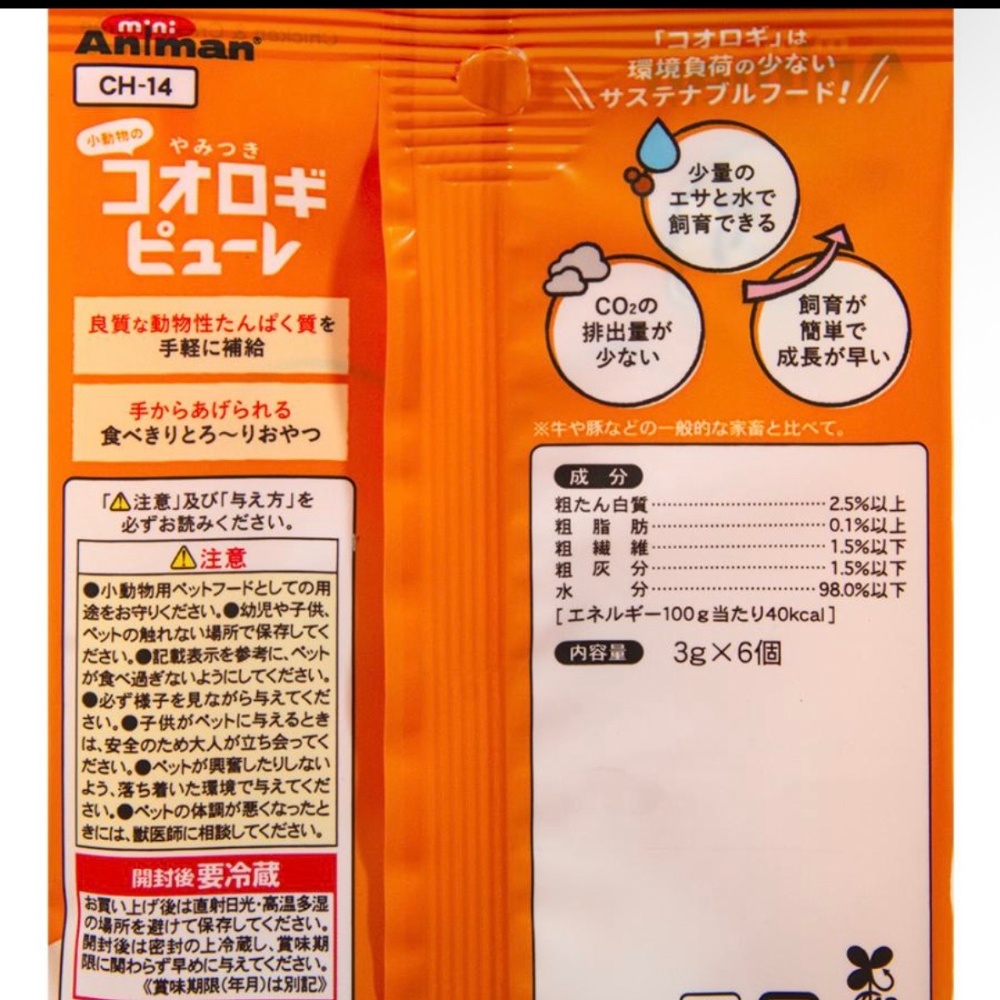 mini
Animan®
CH-14
小動物の
やみつき
コオロギ
ピューレ
良質な動物性たんぱく質を
手軽に補給
手からあげられる
食べきりとろ〜りおやつ
「⚠注意」及び「与え方」を
必ずお読みください。
⚠注意
●小動物用ペットフードとしての用
途をお守りください。●幼児や子供、
ペットの触れない場所で保存してく
ださい。●記載表示を参考に、ペット
が食べ過ぎないようにしてください。
●必ず様子を見ながら与えてくだ
さい。●子供がペットに与えるとき
は、安全のため大人が立ち会ってく
ださい。●ペットが興奮したりしない
よう、落ち着いた環境で与えてくだ
さい。●ペットの体調が悪くなったと
きには、獣医師に相談してください。
開封後要冷蔵
お買い上げ後は直射日光・高温多湿
の場所を避けて保存してください。
開封後は密封の上冷蔵し、賞味期
限に関わらず早めに与えてください。
《賞味期限(年月)は別記》
「コオロギ」は
環境負荷の少ない
サステナブルフード!
少量の
エサと水で
飼育できる
CO₂の
排出量が
少ない
飼育が
簡単で
成長が早い
※牛や豚などの一般的な家畜と比べて。
成分
粗たん白質 2.5%以上
粗脂肪 0.1%以上
粗繊維 1.5%以下
粗灰分 1.5%以下
水分 98.0%以下
[エネルギー100g当たり40kcal]
内容量 3g×6個